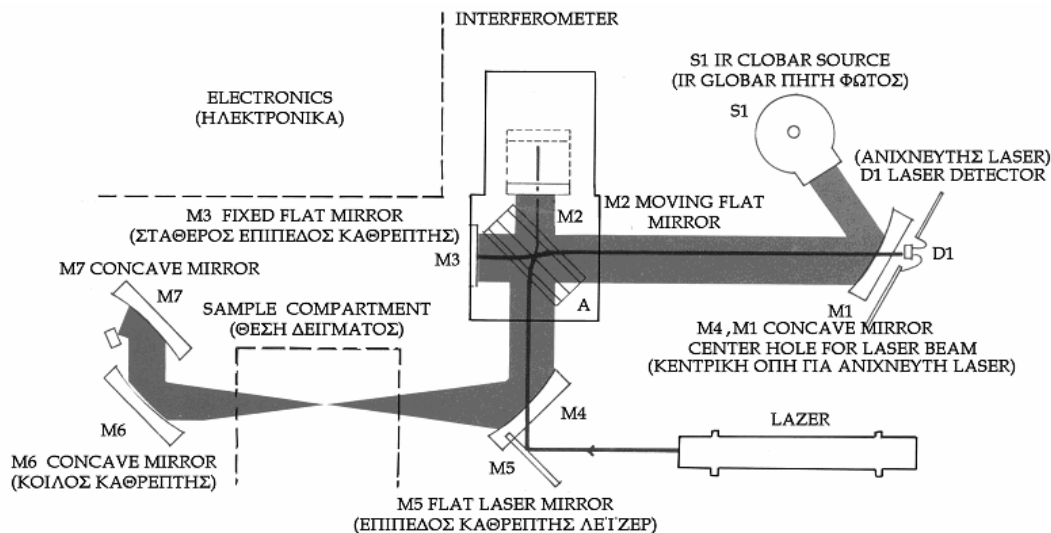 INTERFEROMETER
S1 IR CLOBAR SOURCE
(IR GLOBAR ΠΗΓΗ ΦΩΤΟΣ)
S1
ELECTRONICS
(ΗΛΕΚΤΡΟΝΙΚΑ)
(ΑΝΙΧΝΕΥΤΗΣ LASER)
D1 LASER DETECTOR
M3 FIXED FLAT MIRROR
(ΣΤΑΘΕΡΟΣ ΕΠΙΠΕΔΟΣ ΚΑΘΡΕΠΤΗΣ)
M2
M2 MOVING FLAT
MIRROR
M3
D1
M7 CONCAVE MIRROR
M7
A
M1
SAMPLE COMPARTMENT
(ΘΕΣΗ ΔΕΙΓΜΑΤΟΣ)
M4 , M1 CONCAVE MIRROR
CENTER HOLE FOR LASER BEAM
(ΚΕΝΤΡΙΚΗ ΟΠΗ ΓΙΑ ΑΝΙΧΝΕΥΤΗ LASER)
M4
LAZER
M6
M6 CONCAVE MIRROR
(ΚΟΙΛΟΣ ΚΑΘΡΕΠΤΗΣ)
M5
M5 FLAT LASER MIRROR
(ΕΠΙΠΕΔΟΣ ΚΑΘΡΕΠΤΗΣ ΛΕΪΖΕΡ)